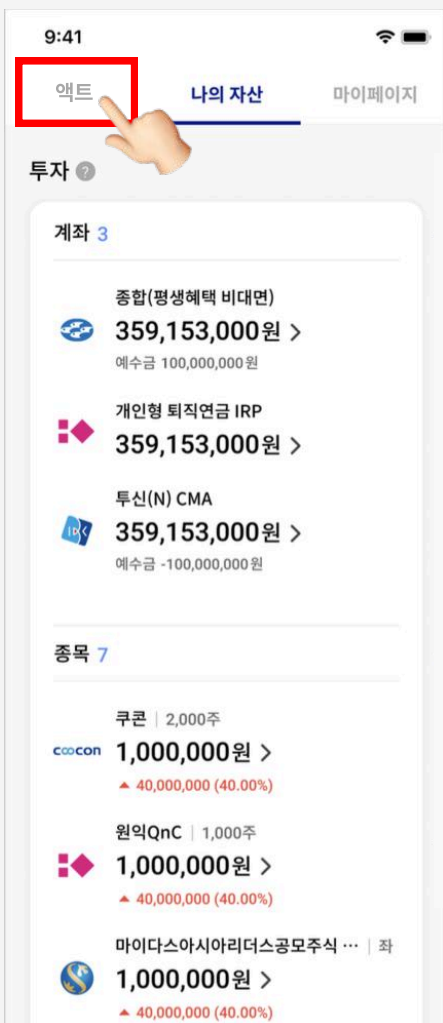 9:41
액트 나의 자산 마이페이지
투자 ?
계좌 3
종합(평생혜택 비대면)
359,153,000원 >
예수금 100,000,000원
개인형 퇴직연금 IRP
359,153,000원 >
투신(N) CMA
359,153,000원 >
예수금 -100,000,000원
종목 7
쿠콘 | 2,000주
coocon 1,000,000원 >
▲ 40,000,000 (40.00%)
원익QnC | 1,000주
1,000,000원 >
▲ 40,000,000 (40.00%)
마이다스아시아리더스공모주식 ··· | 좌
1,000,000원 >
▲ 40,000,000 (40.00%)